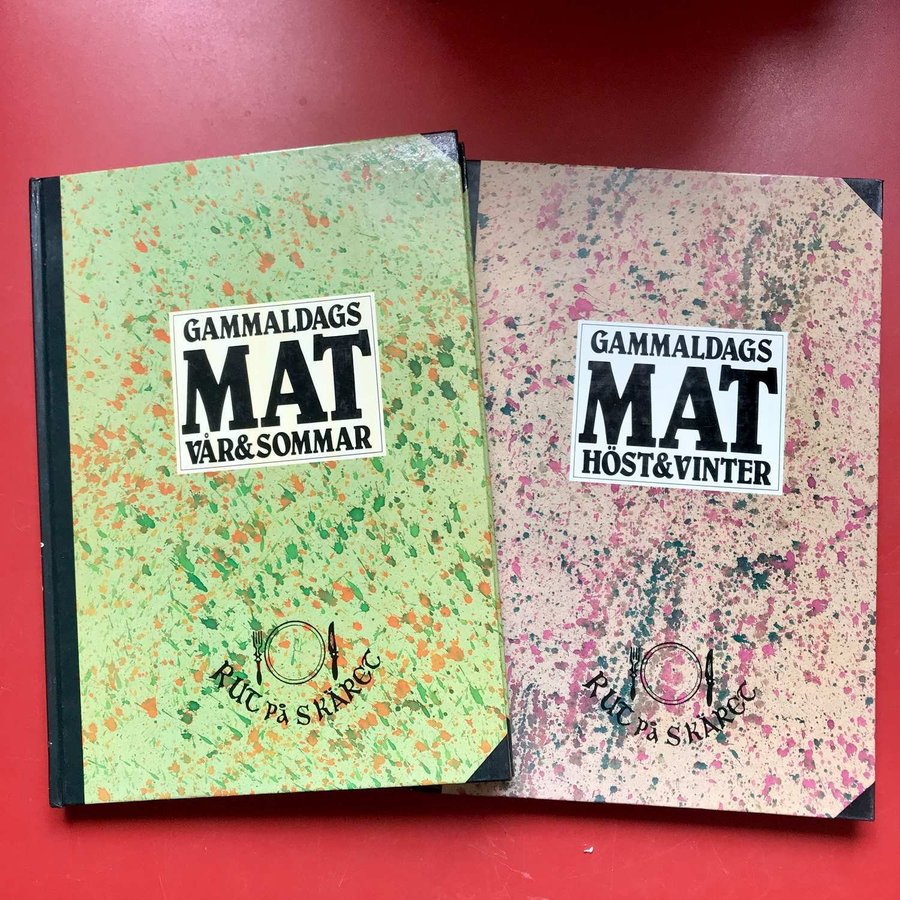 GAMMALDAGS
MAT
VÅR&SOMMAR
RUT på SKÄRET
GAMMALDAGS
MAT
HÖST&VINTER
RUT på SKÄRET